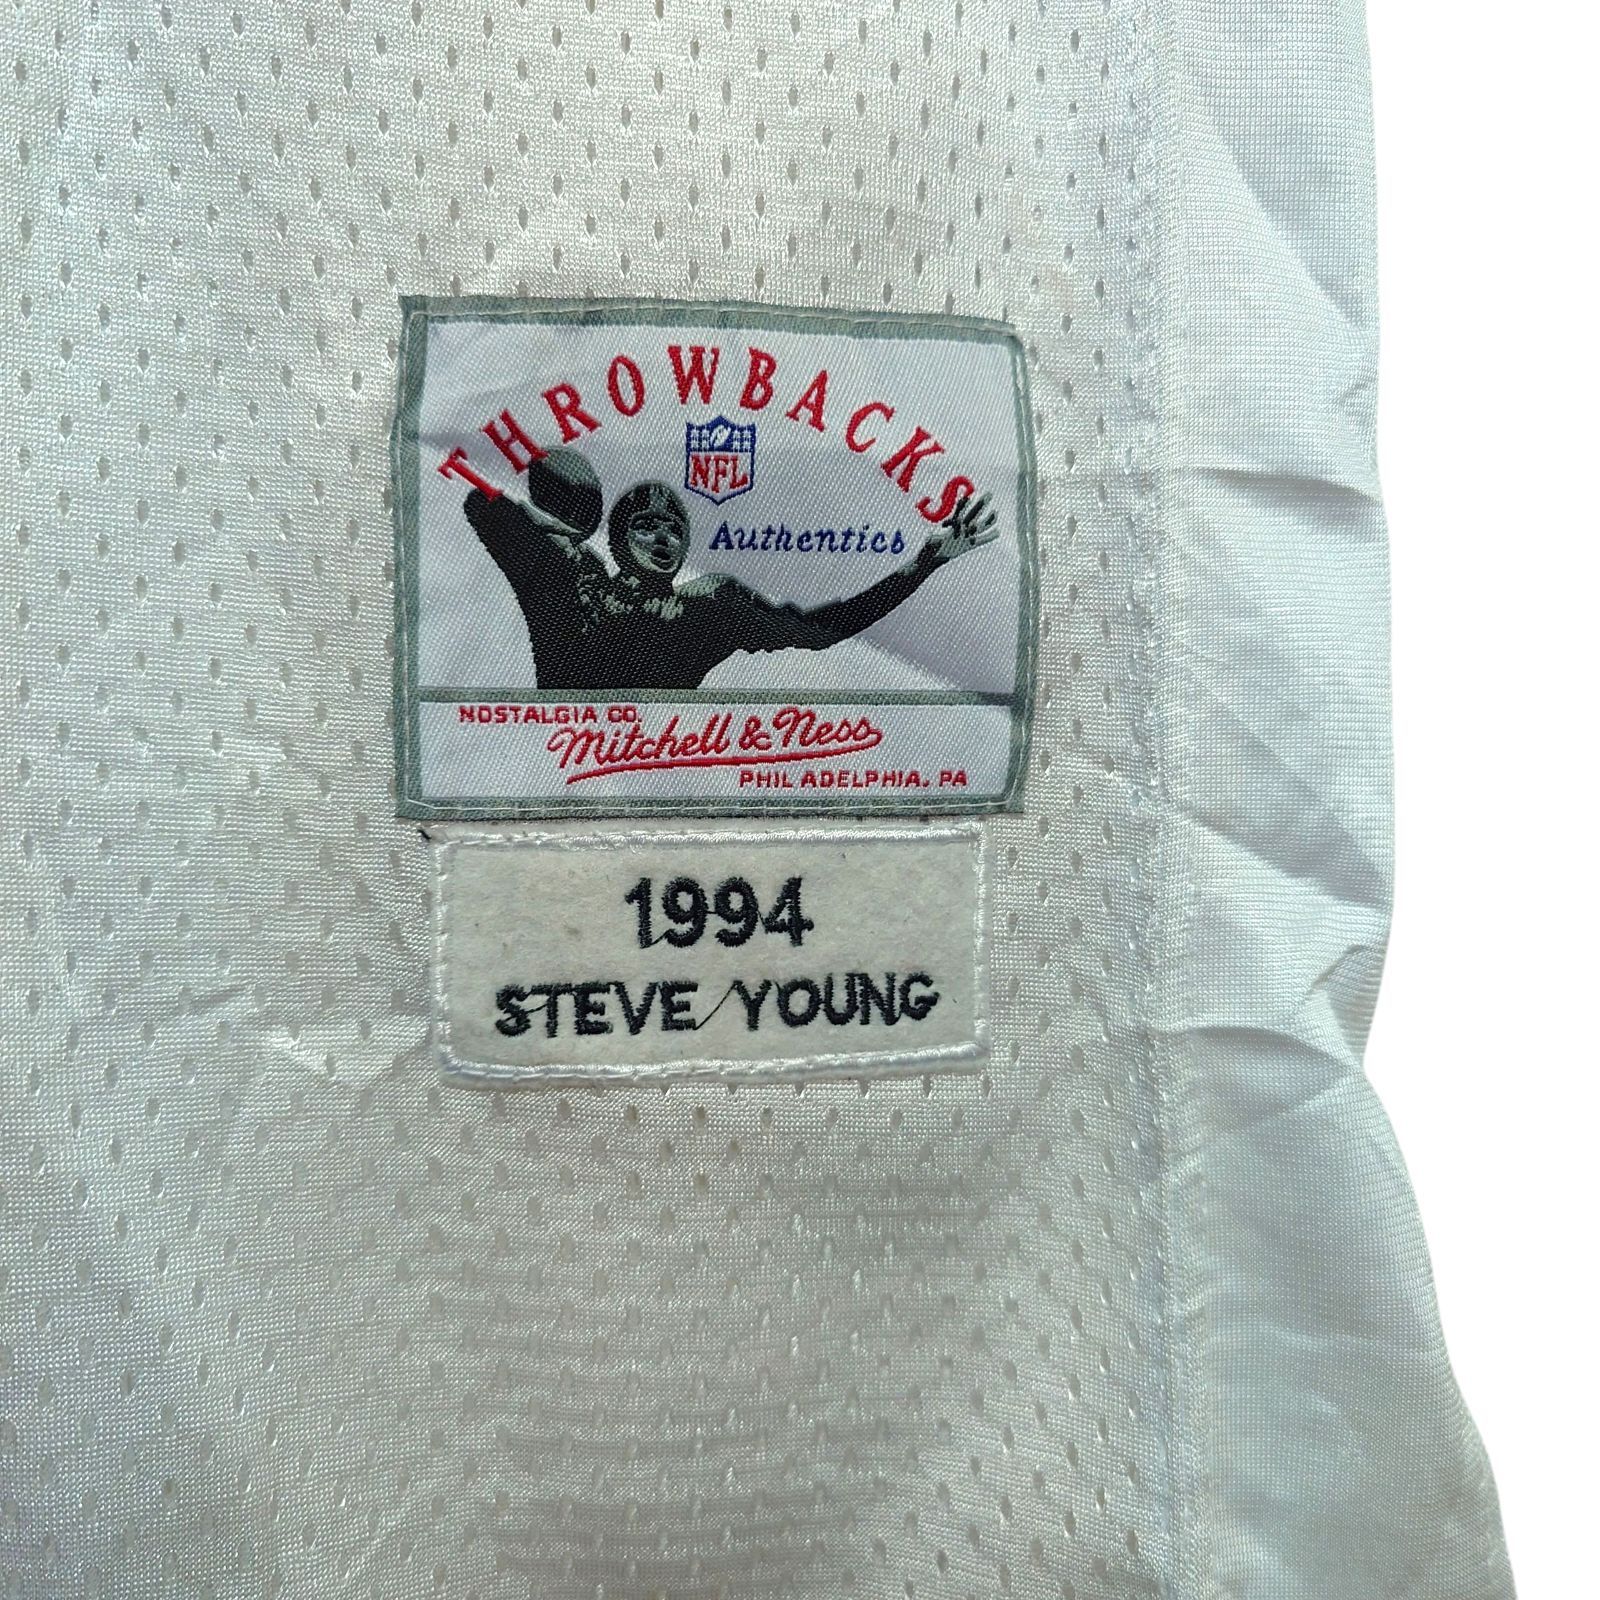 THROWBACKS
NFL
Authentics
NOSTALGIA CO.
Mitchell & Ness
PHILADELPHIA, PA
1994
STEVE YOUNG